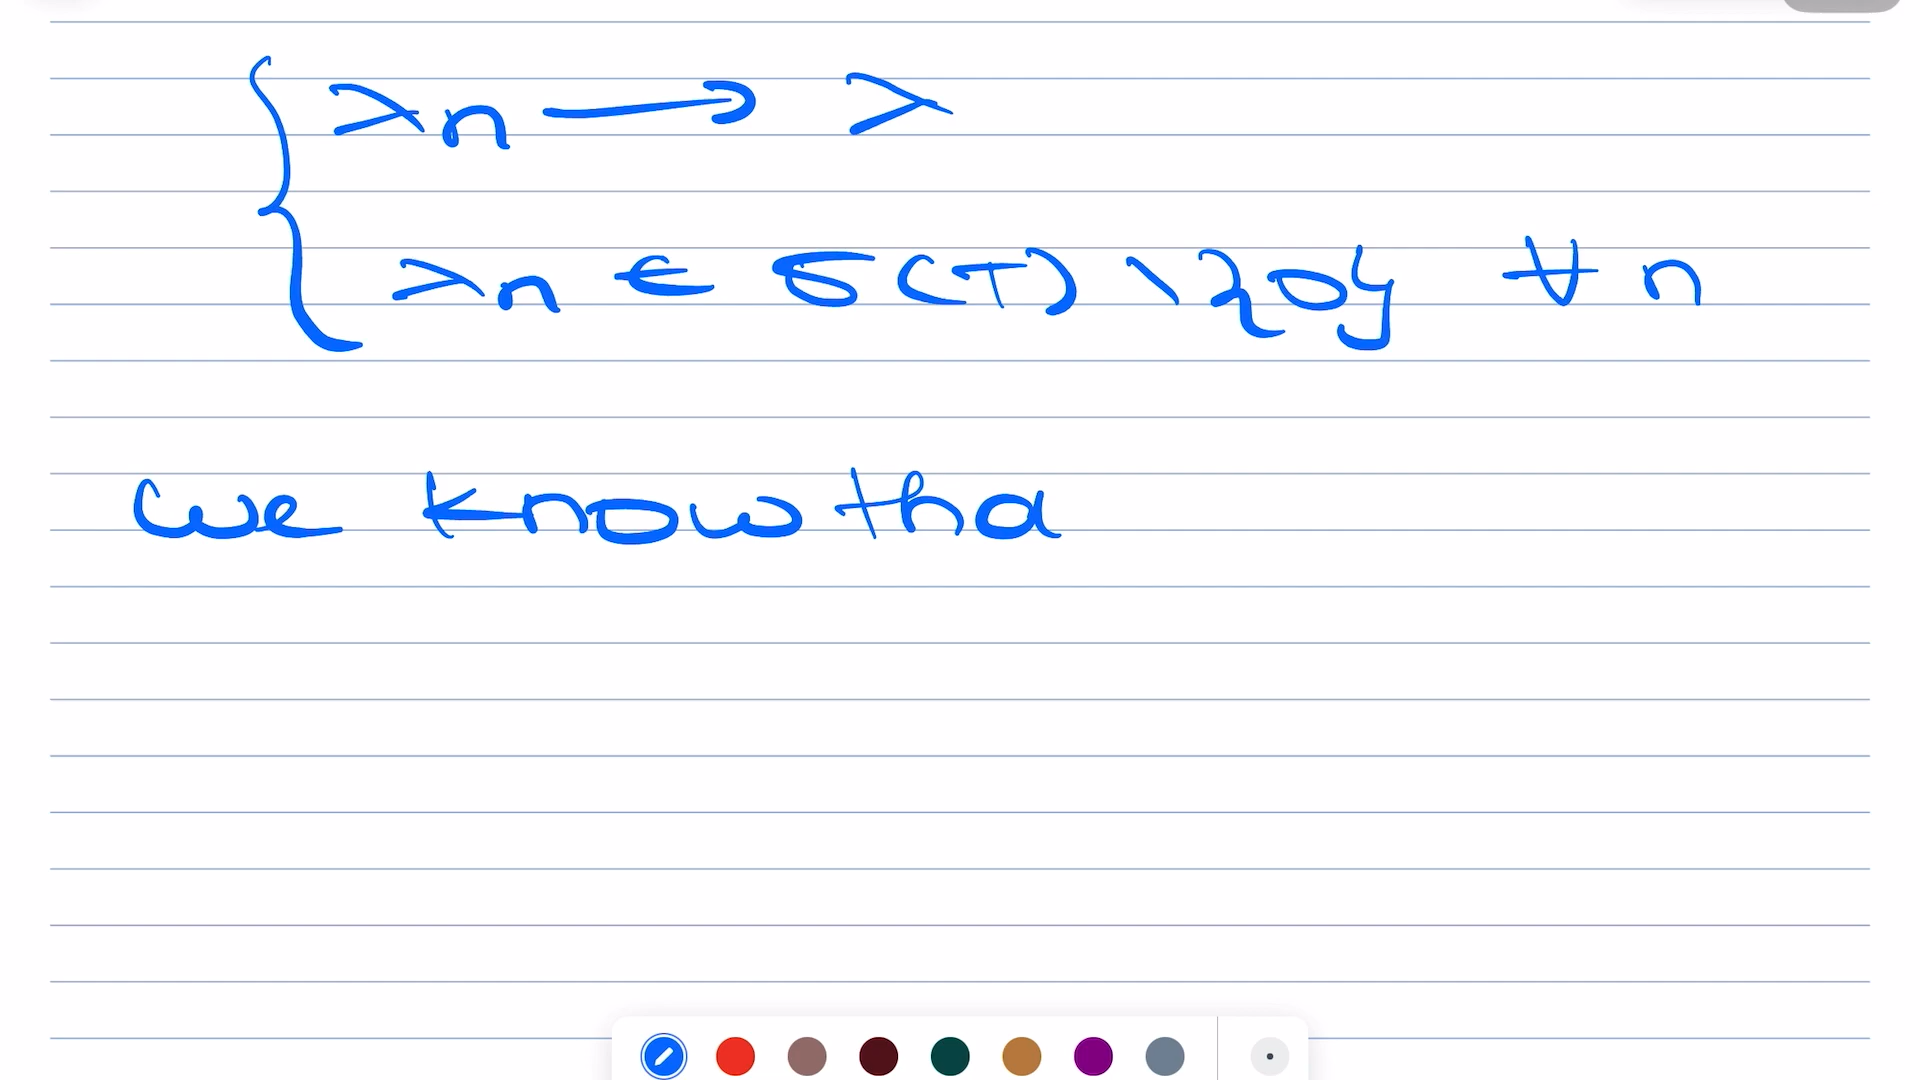 λn ⟶ λ
λn ∈ σ(T) \ {0} ∀ n
we know tha